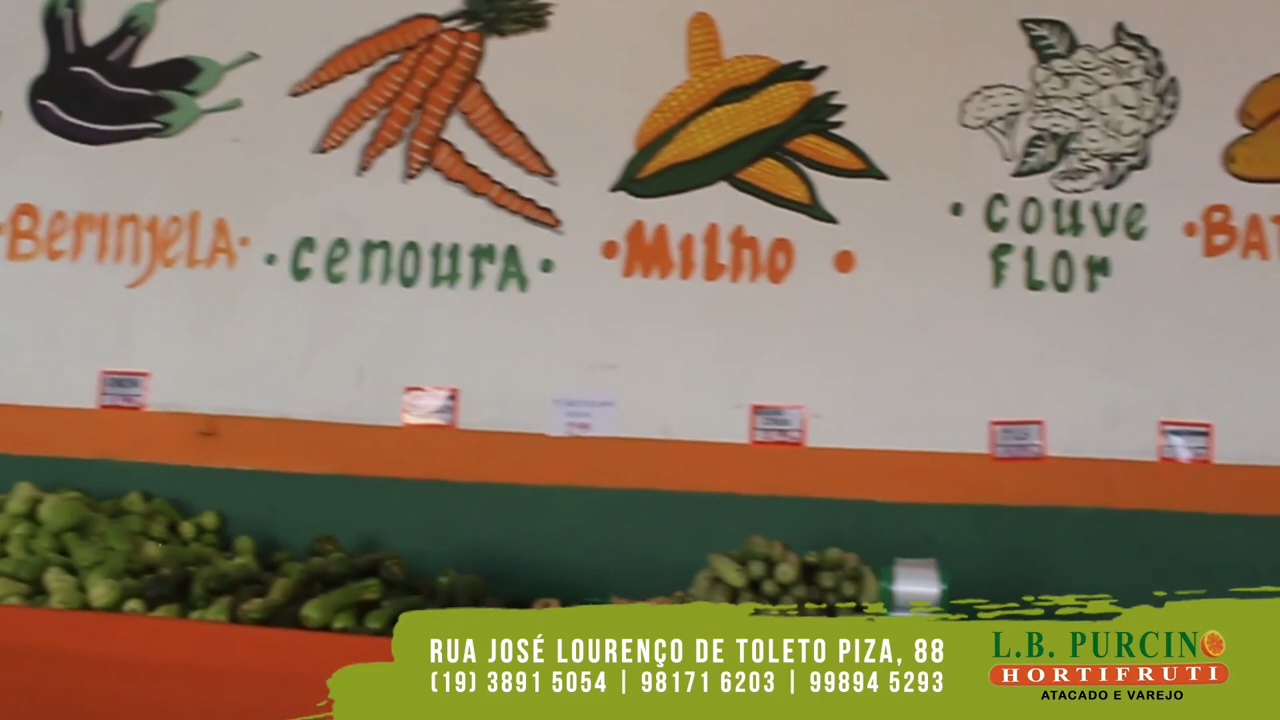 •BerinjeLA•
•cenourA•
•MiLho •
•couve
FLor
•BAT
RUA JOSÉ LOURENÇO DE TOLETO PIZA, 88
(19) 3891 5054 | 98171 6203 | 99894 5293
L.B. PURCINO
HORTIFRUTI
ATACADO E VAREJO